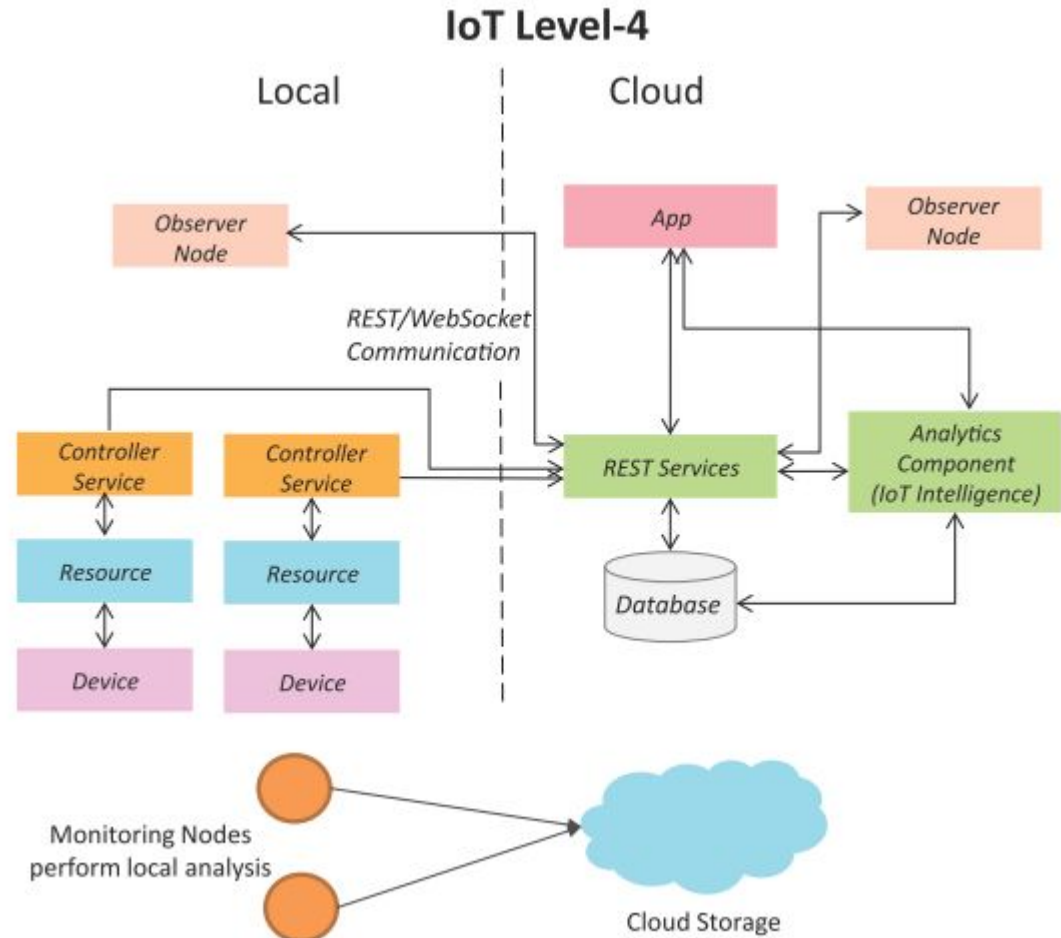 IoT Level-4
Local
Cloud
Observer
Node
App
Observer
Node
REST/WebSocket
Communication
Controller
Service
Controller
Service
REST Services
Analytics
Component
(IoT Intelligence)
Resource
Resource
Database
Device
Device
Monitoring Nodes
perform local analysis
Cloud Storage